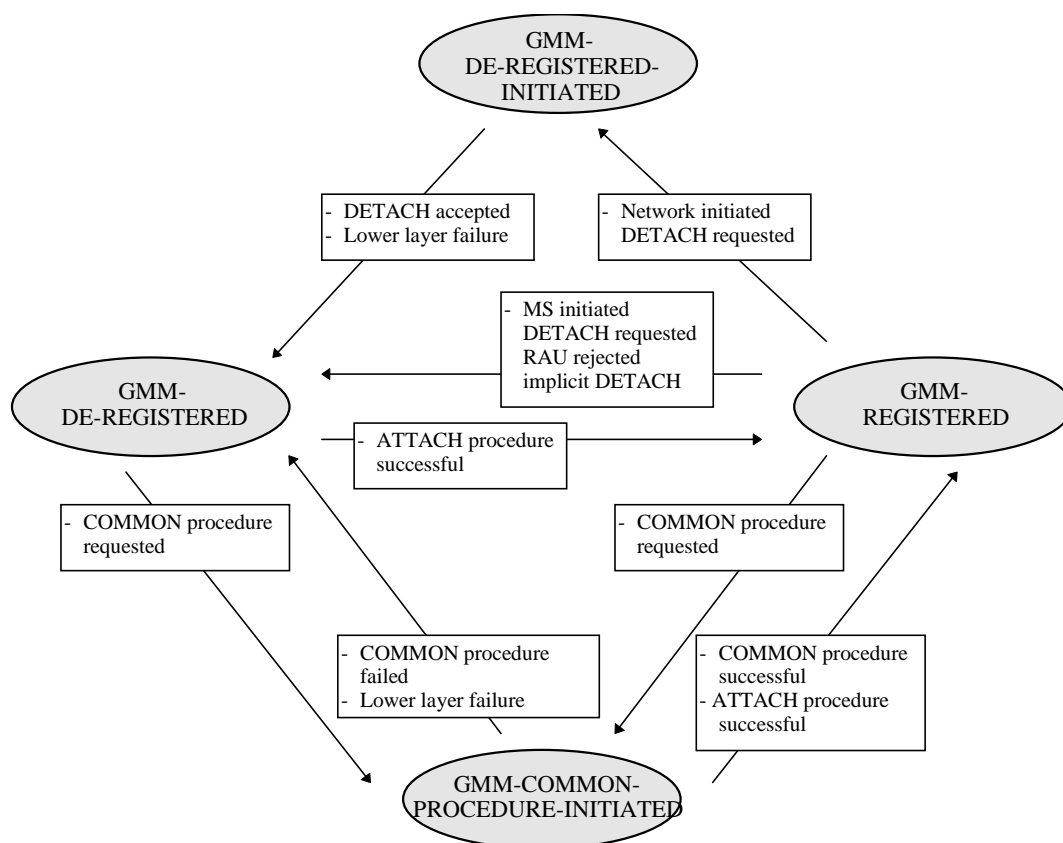 GMM-
DE-REGISTERED-
INITIATED
- DETACH accepted
- Lower layer failure
- Network initiated
DETACH requested
- MS initiated
DETACH requested
RAU rejected
implicit DETACH
GMM-
DE-REGISTERED
GMM-
REGISTERED
- ATTACH procedure
successful
- COMMON procedure
requested
- COMMON procedure
requested
- COMMON procedure
failed
- Lower layer failure
- COMMON procedure
successful
- ATTACH procedure
successful
GMM-COMMON-
PROCEDURE-INITIATED